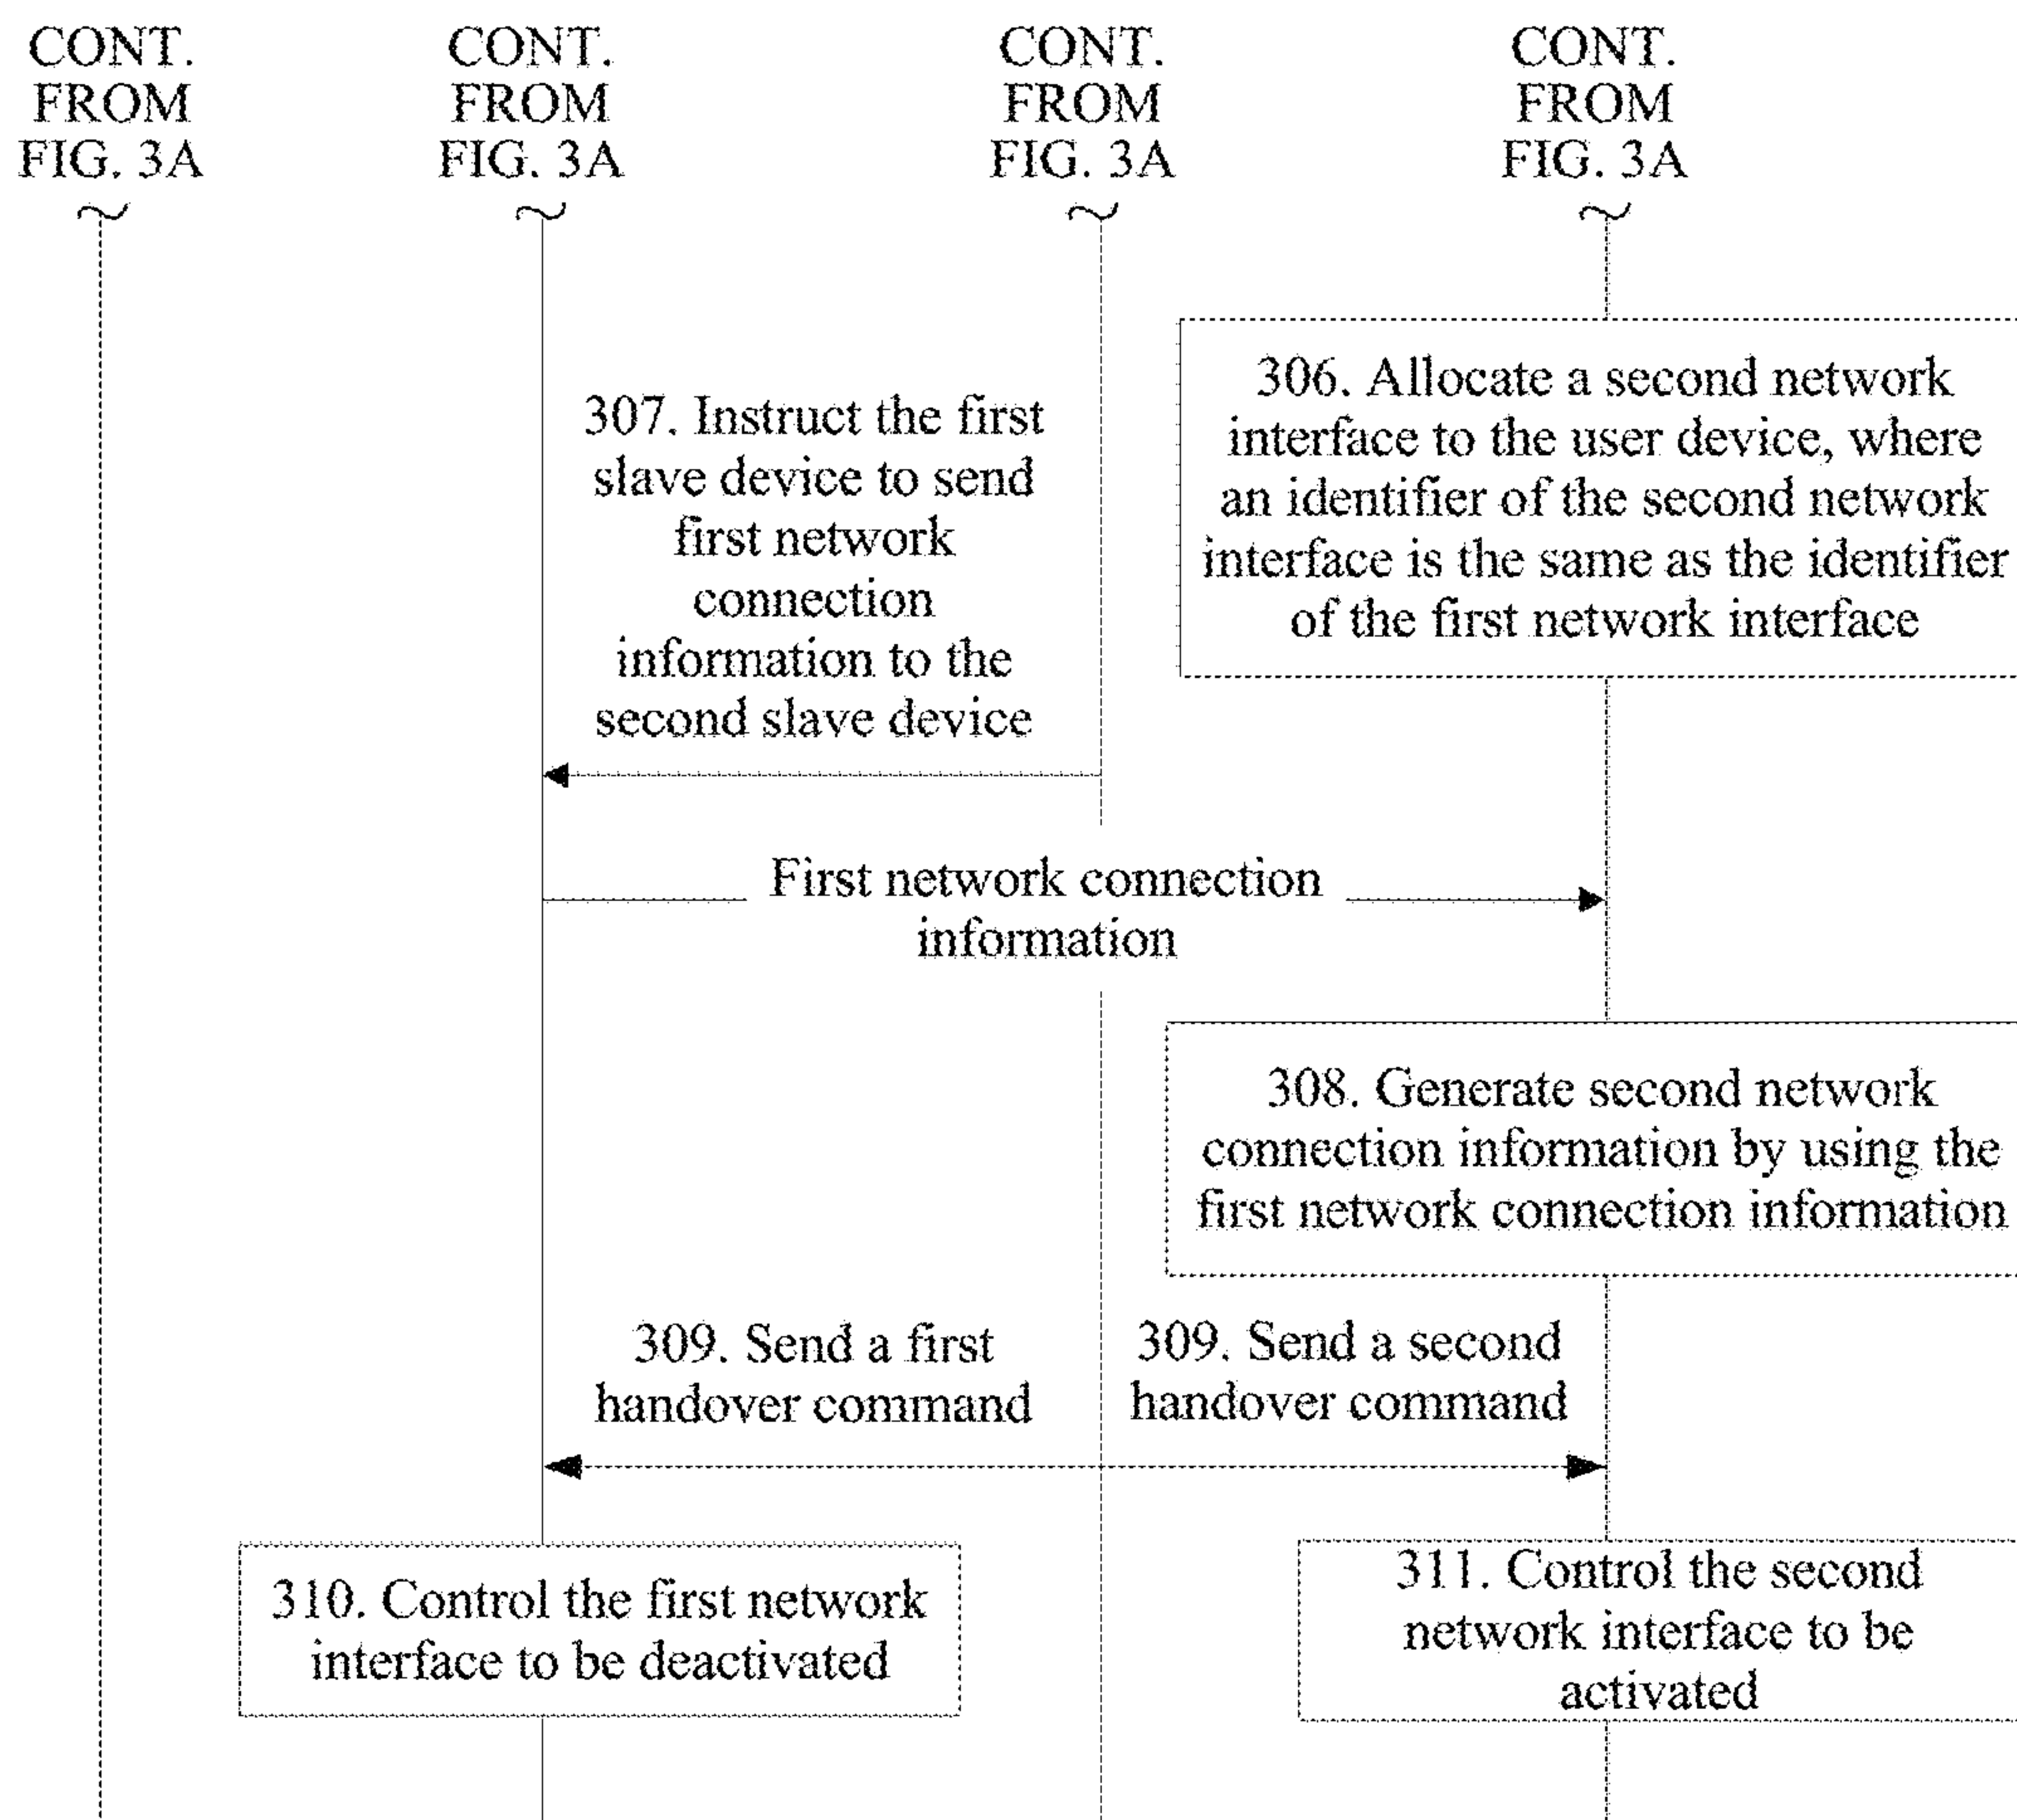 CONT.
FROM
FIG. 3A
CONT.
FROM
FIG. 3A
CONT.
FROM
FIG. 3A
CONT.
FROM
FIG. 3A
306. Allocate a second network
interface to the user device, where
an identifier of the second network
interface is the same as the identifier
of the first network interface
307. Instruct the first
slave device to send
first network
connection
information to the
second slave device
First network connection
information
308. Generate second network
connection information by using the
first network connection information
309. Send a first
handover command
309. Send a second
handover command
310. Control the first network
interface to be deactivated
311. Control the second
network interface to be
activated